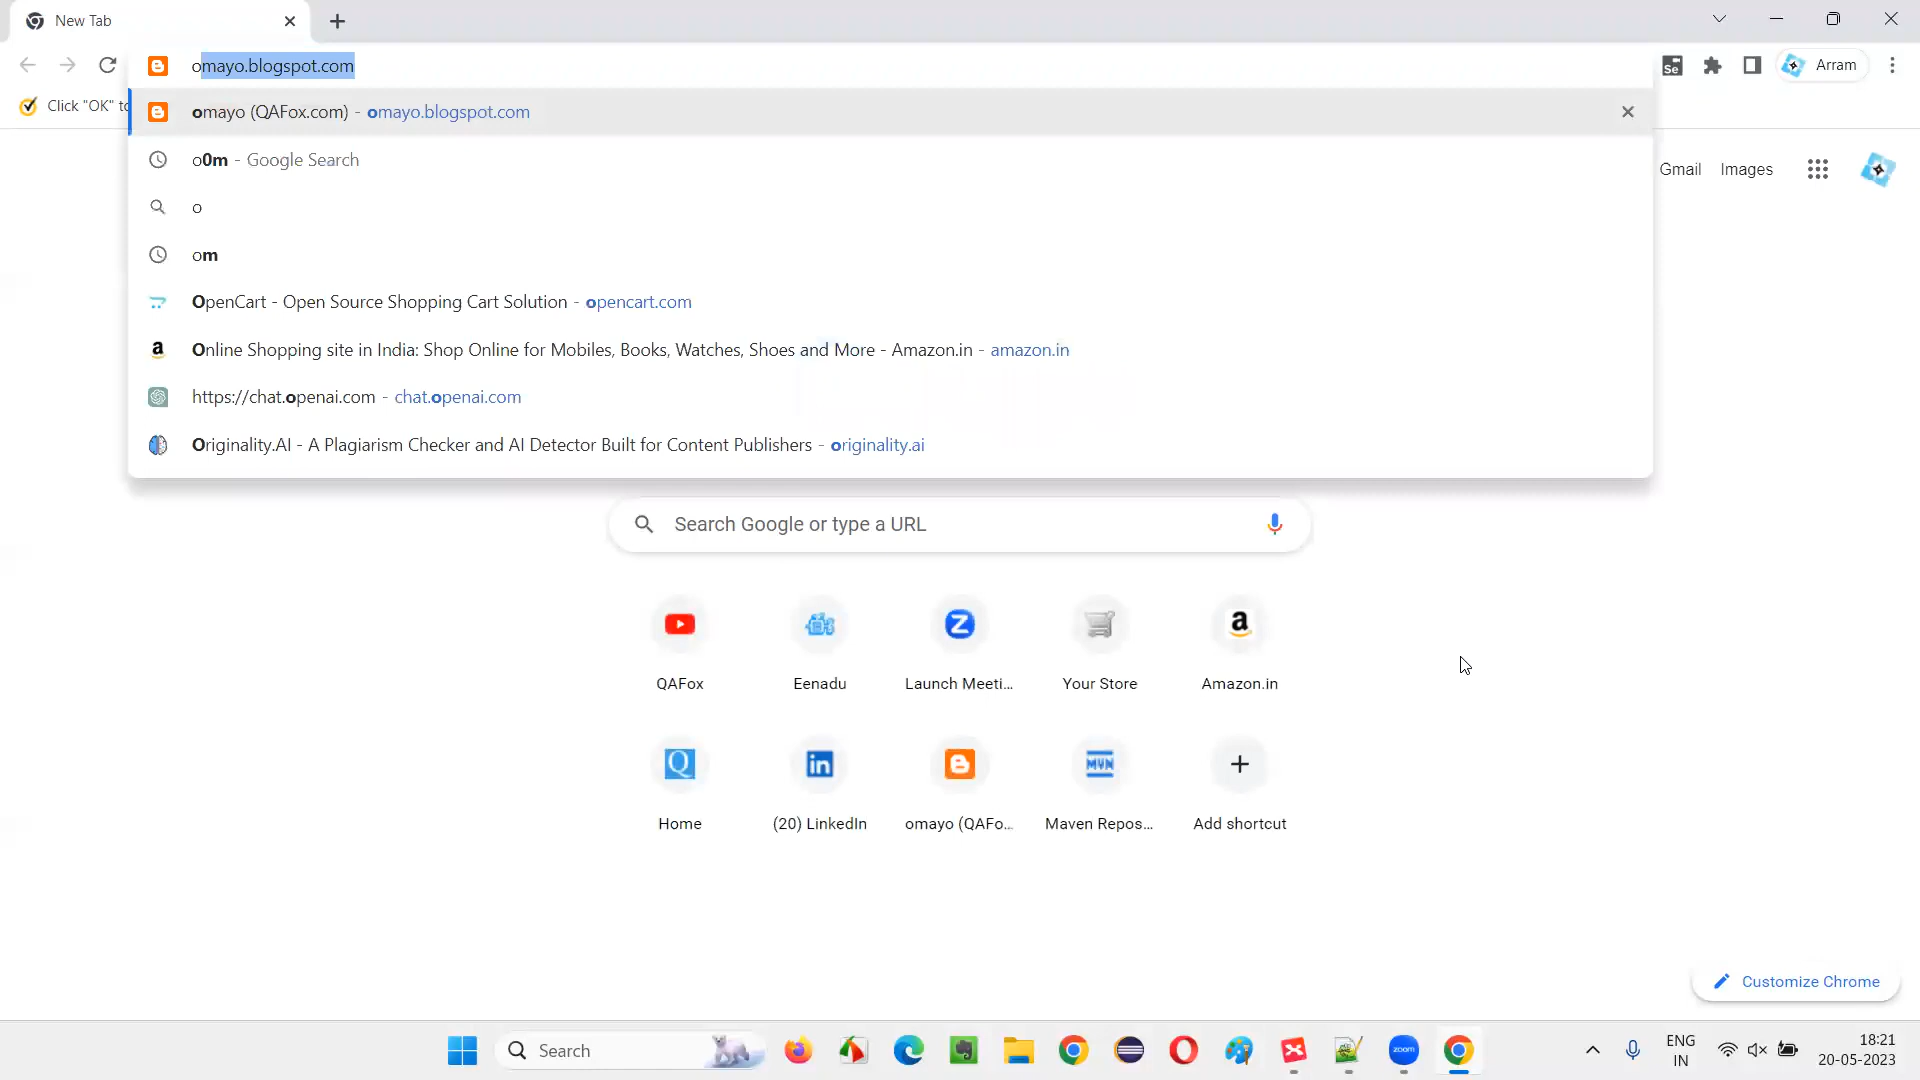 New Tab
omayo.blogspot.com
Arram
Click "OK" to
omayo (QAFox.com) - omayo.blogspot.com
o0m - Google Search
o
om
OpenCart - Open Source Shopping Cart Solution - opencart.com
Online Shopping site in India: Shop Online for Mobiles, Books, Watches, Shoes and More - Amazon.in - amazon.in
https://chat.openai.com - chat.openai.com
Originality.AI - A Plagiarism Checker and AI Detector Built for Content Publishers - originality.ai
Gmail Images
Search Google or type a URL
QAFox Eenadu Launch Meeti... Your Store Amazon.in
Home (20) LinkedIn omayo (QAFo... Maven Repos... Add shortcut
Customize Chrome
Search
zoom
ENG
IN
18:21
20-05-2023